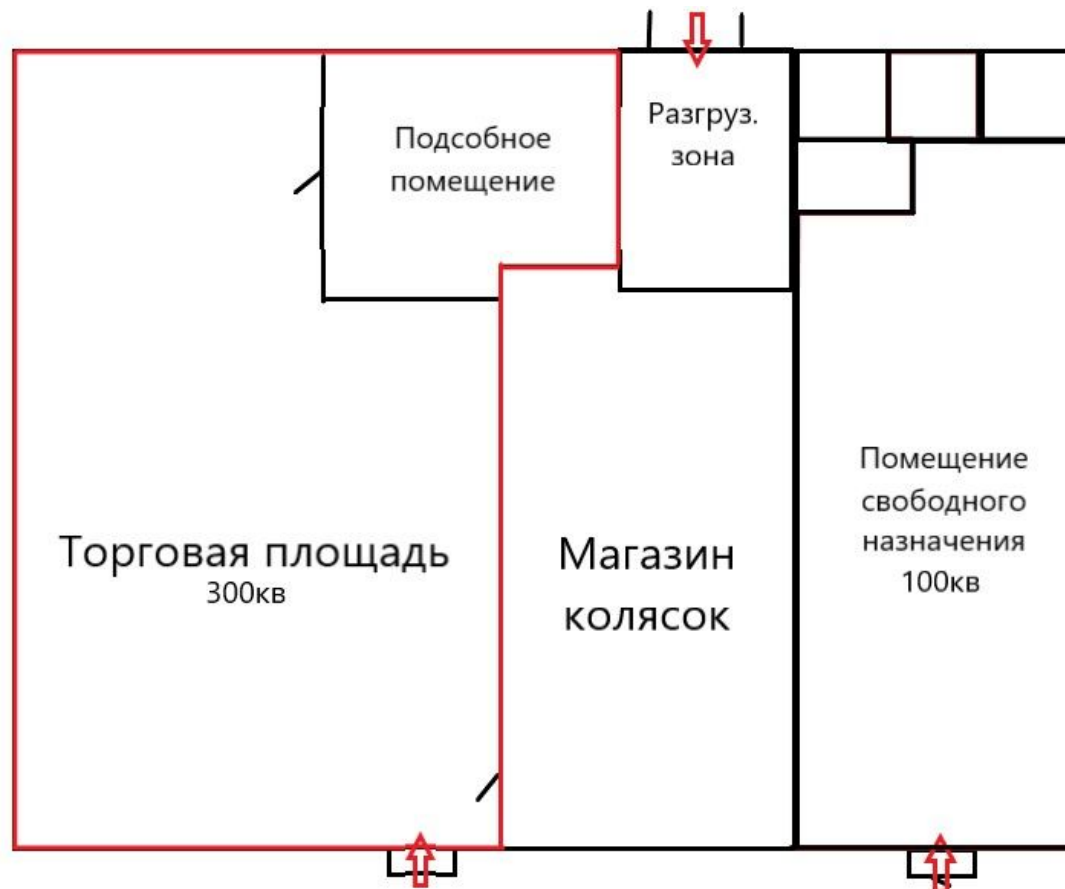 Подсобное
помещение
Разгруз.
зона
Торговая площадь
300кв
Магазин
колясок
Помещение
свободного
назначения
100кв